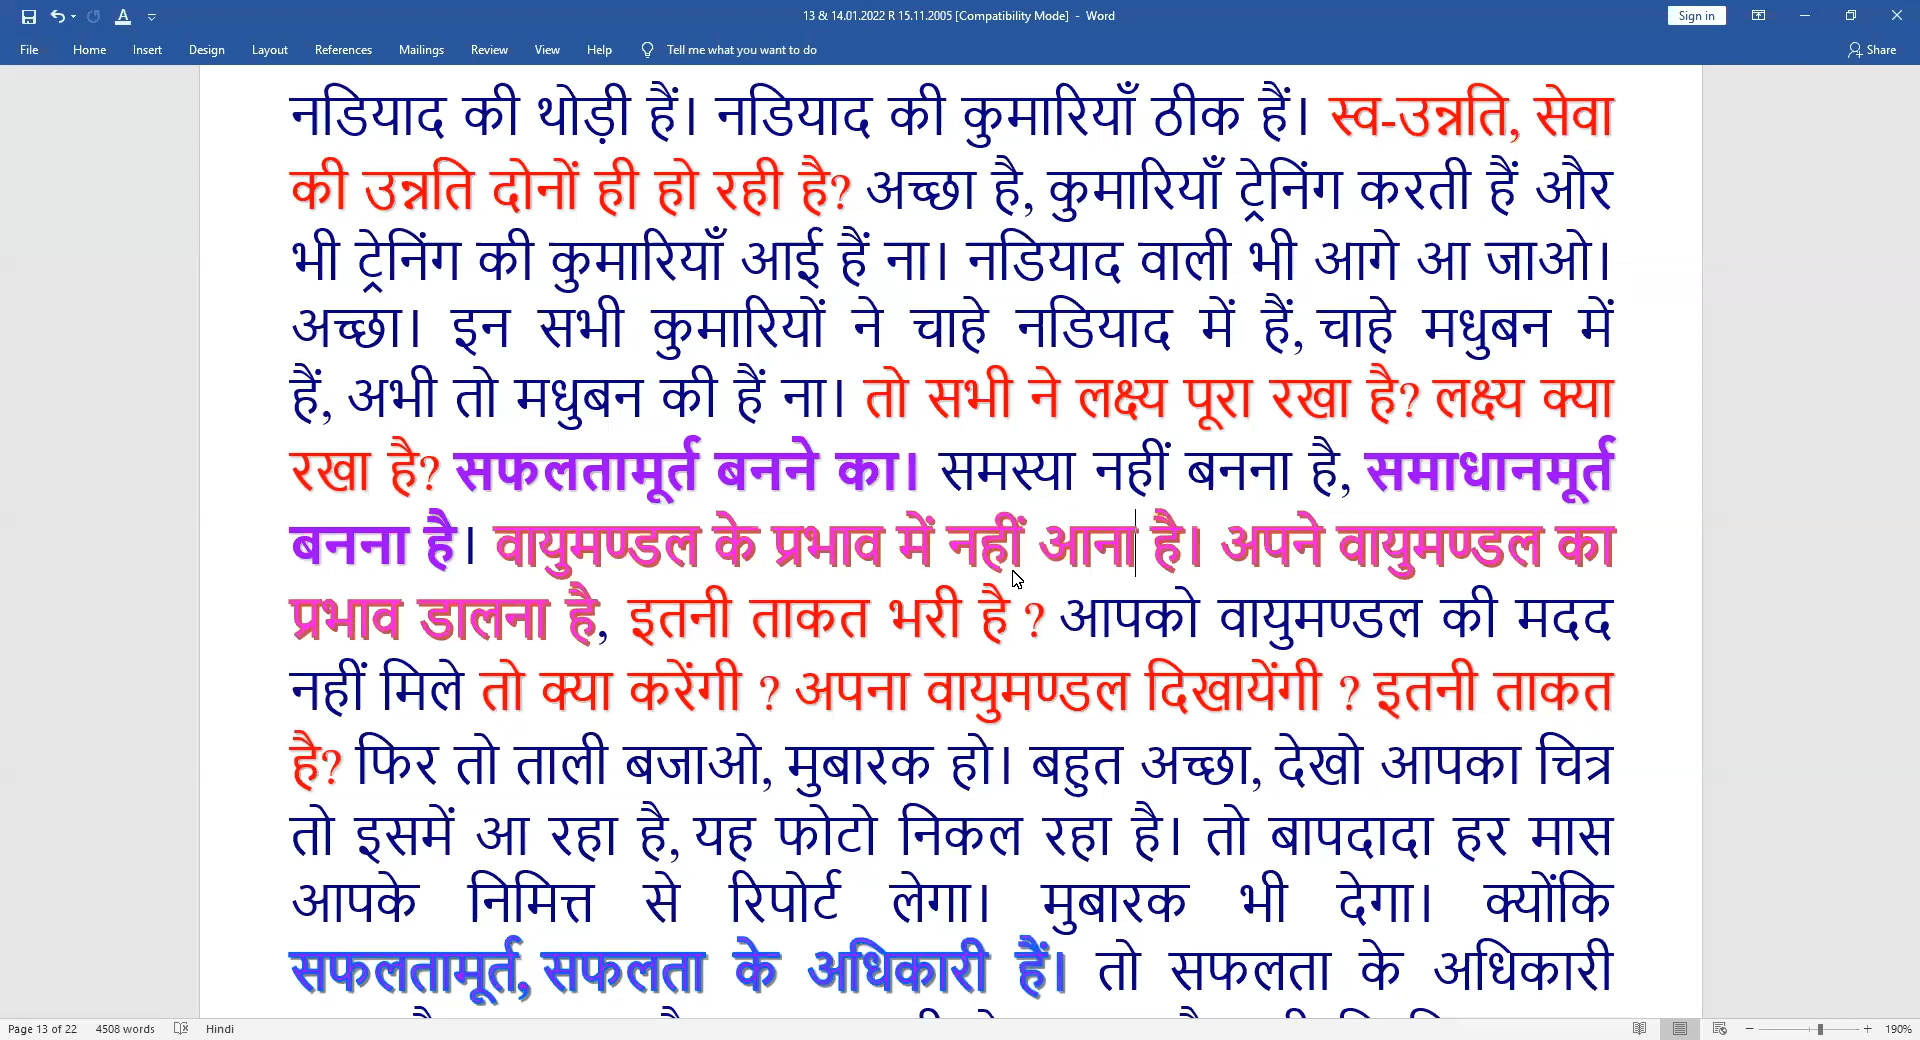 13 & 14.01.2022 R 15.11.2005 [Compatibility Mode] - Word
Sign in
File Home Insert Design Layout References Mailings Review View Help Tell me what you want to do Share
नडियाद की थोड़ी हैं। नडियाद की कुमारियाँ ठीक हैं। स्व-उन्नति, सेवा
की उन्नति दोनों ही हो रही है? अच्छा है, कुमारियाँ ट्रेनिंग करती हैं और
भी ट्रेनिंग की कुमारियाँ आई हैं ना। नडियाद वाली भी आगे आ जाओ।
अच्छा। इन सभी कुमारियों ने चाहे नडियाद में हैं, चाहे मधुबन में
हैं, अभी तो मधुबन की हैं ना। तो सभी ने लक्ष्य पूरा रखा है? लक्ष्य क्या
रखा है? सफलतामूर्त बनने का। समस्या नहीं बनना है, समाधानमूर्त
बनना है। वायुमण्डल के प्रभाव में नहीं आना है। अपने वायुमण्डल का
प्रभाव डालना है, इतनी ताकत भरी है ? आपको वायुमण्डल की मदद
नहीं मिले तो क्या करेंगी ? अपना वायुमण्डल दिखायेंगी ? इतनी ताकत
है? फिर तो ताली बजाओ, मुबारक हो। बहुत अच्छा, देखो आपका चित्र
तो इसमें आ रहा है, यह फोटो निकल रहा है। तो बापदादा हर मास
आपके निमित्त से रिपोर्ट लेगा। मुबारक भी देगा। क्योंकि
सफलतामूर्त, सफलता के अधिकारी हैं। तो सफलता के अधिकारी
Page 13 of 22 4508 words Hindi 190%